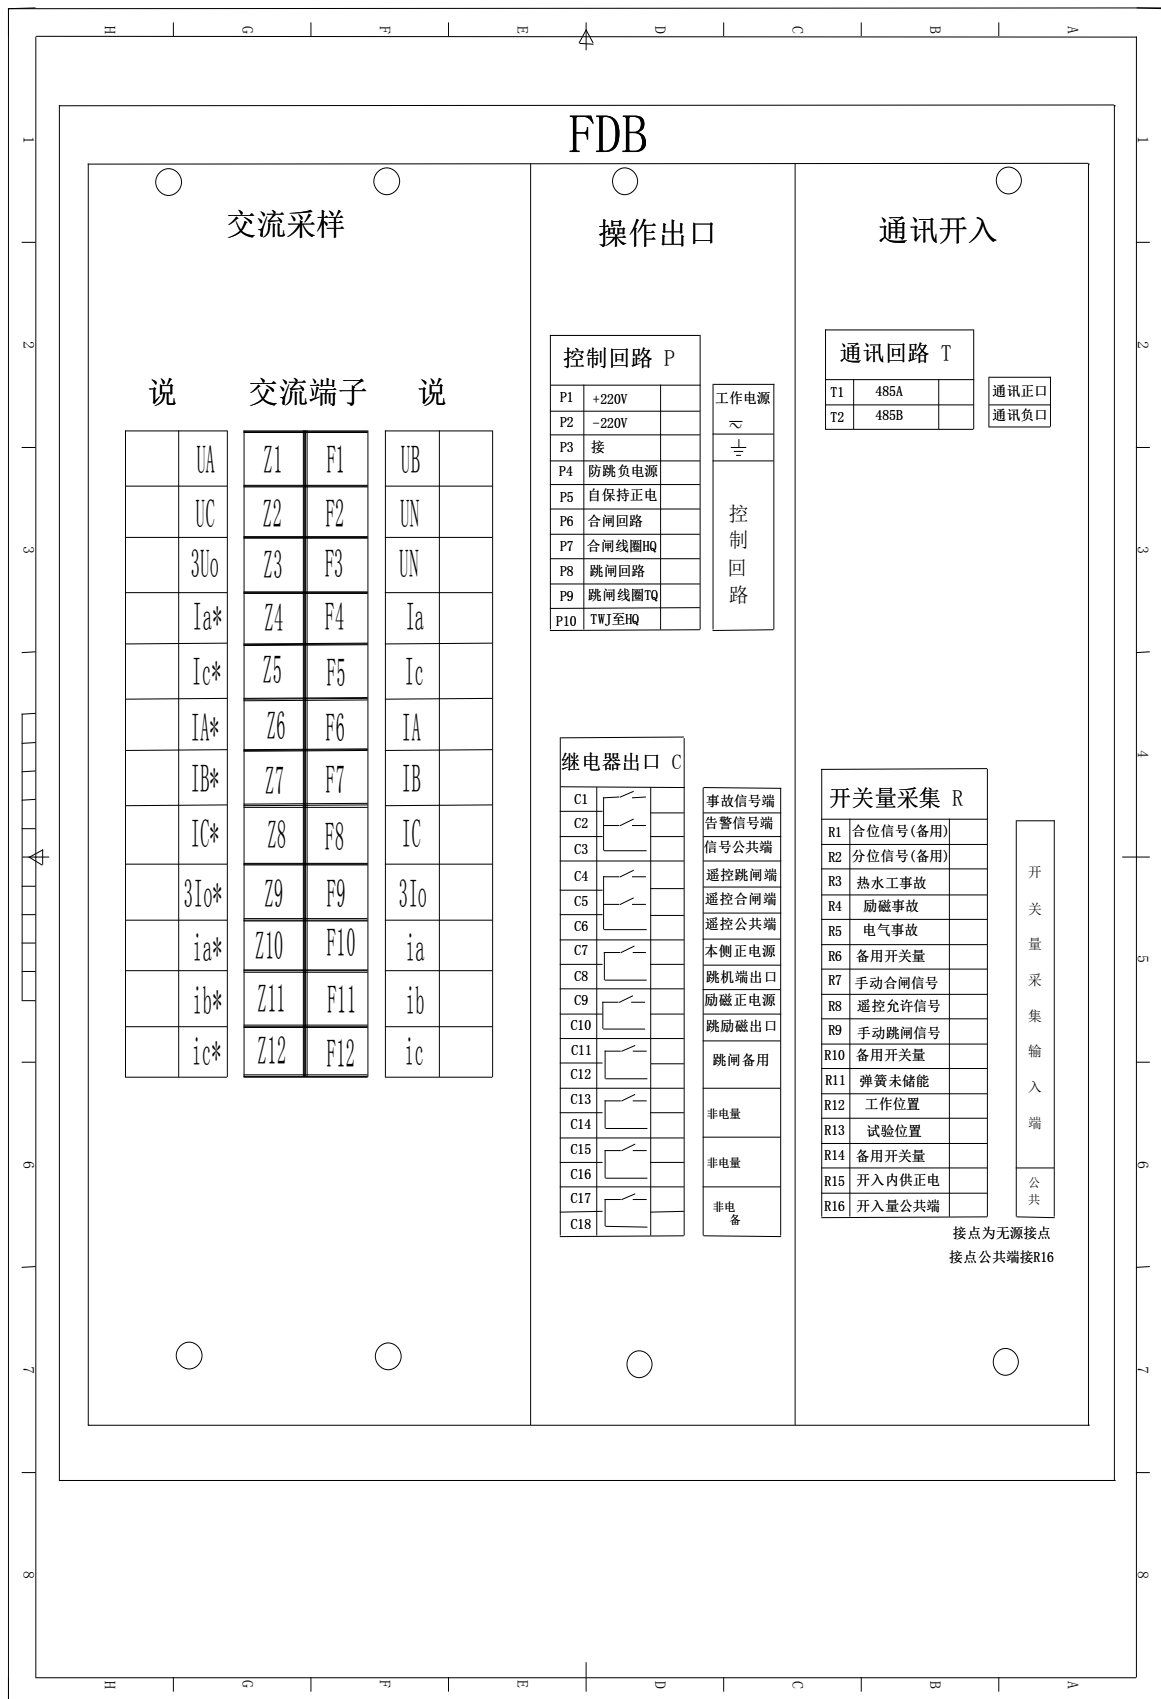 H G F E D C B A
FDB
交流采样
操作出口
通讯开入
说 交流端子 说
UA Z1 F1 UB
UC Z2 F2 UN
3Uo Z3 F3 UN
Ia* Z4 F4 Ia
Ic* Z5 F5 Ic
IA* Z6 F6 IA
IB* Z7 F7 IB
IC* Z8 F8 IC
3Io* Z9 F9 3Io
ia* Z10 F10 ia
ib* Z11 F11 ib
ic* Z12 F12 ic
控制回路 P
P1 +220V
P2 -220V
P3 接
P4 防跳负电源
P5 自保持正电
P6 合闸回路
P7 合闸线圈HQ
P8 跳闸回路
P9 跳闸线圈TQ
P10 TWJ至HQ
工作电源
控制回路
继电器出口 C
C1 事故信号端
C2 告警信号端
C3 信号公共端
C4 遥控跳闸端
C5 遥控合闸端
C6 遥控公共端
C7 本侧正电源
C8 跳机端出口
C9 励磁正电源
C10 跳励磁出口
C11
跳闸备用
C12
C13
非电量
C14
C15
非电量
C16
C17
非电
备
C18
通讯回路 T
T1 485A 通讯正口
T2 485B 通讯负口
开关量采集 R
R1 合位信号(备用)
R2 分位信号(备用)
R3 热水工事故
R4 励磁事故
R5 电气事故
R6 备用开关量
R7 手动合闸信号
R8 遥控允许信号
R9 手动跳闸信号
R10 备用开关量
R11 弹簧未储能
R12 工作位置
R13 试验位置
R14 备用开关量
R15 开入内供正电
R16 开入量公共端
开关量采集输入端
公共
接点为无源接点
接点公共端接R16
1 1
2 2
3 3
4 4
5 5
6 6
7 7
8 8
H G F E D C B A